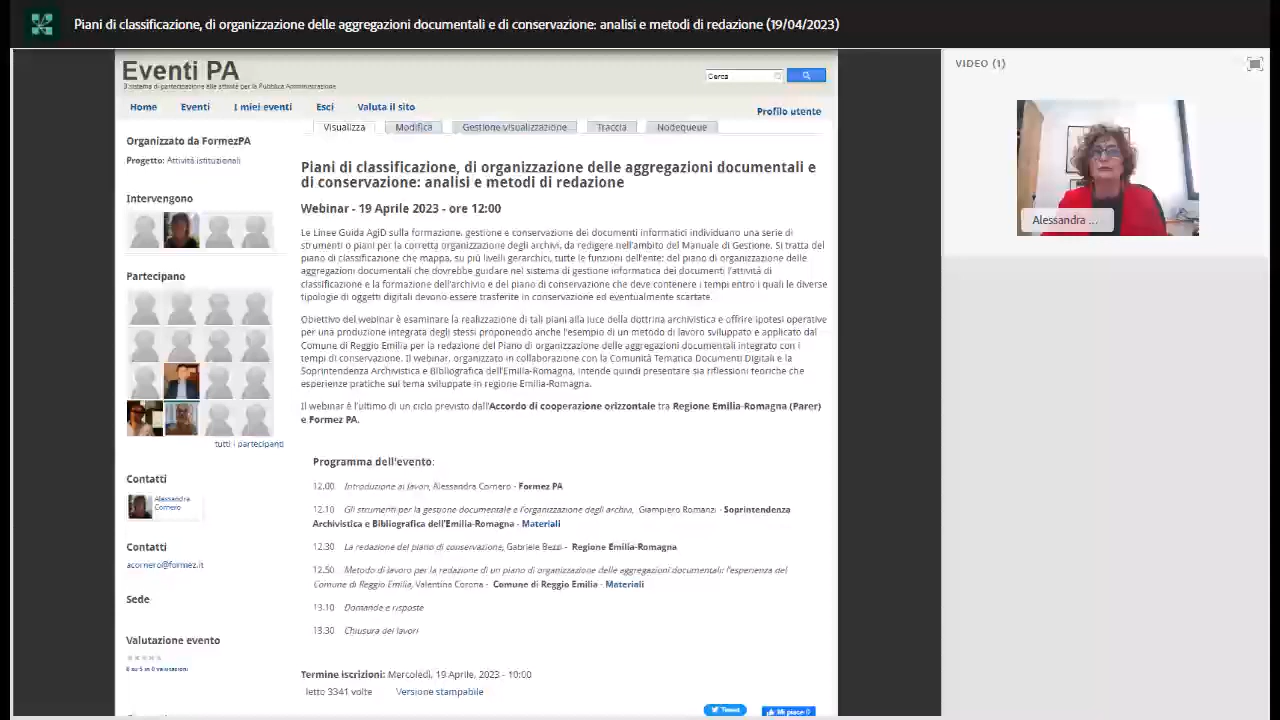 Piani di classificazione, di organizzazione delle aggregazioni documentali e di conservazione: analisi e metodi di redazione (19/04/2023)
Eventi PA
Il sistema di partecipazione alle attività per la Pubblica Amministrazione
Cerca
Home Eventi I miei eventi Esci Valuta il sito
Profilo utente
Visualizza Modifica Gestione visualizzazione Traccia Nodequeue
Organizzato da FormezPA
Progetto: Attività istituzionali
Intervengono
Partecipano
tutti i partecipanti
Contatti
Alessandra
Cornero
Contatti
acornero@formez.it
Sede
Valutazione evento
0 su 5 in 0 valutazioni
Piani di classificazione, di organizzazione delle aggregazioni documentali e
di conservazione: analisi e metodi di redazione
Webinar - 19 Aprile 2023 - ore 12:00
Le Linee Guida AgID sulla formazione, gestione e conservazione dei documenti informatici individuano una serie di
strumenti o piani per la corretta organizzazione degli archivi, da redigere nell'ambito del Manuale di Gestione. Si tratta del
piano di classificazione che mappa, su più livelli gerarchici, tutte le funzioni dell'ente: del piano di organizzazione delle
aggregazioni documentali che dovrebbe guidare nel sistema di gestione informatica dei documenti l'attività di
classificazione e la formazione dell'archivio e del piano di conservazione che deve contenere i tempi entro i quali le diverse
tipologie di oggetti digitali devono essere trasferite in conservazione ed eventualmente scartate.
Obiettivo del webinar è esaminare la realizzazione di tali piani alla luce della dottrina archivistica e offrire ipotesi operative
per una produzione integrata degli stessi proponendo anche l'esempio di un metodo di lavoro sviluppato e applicato dal
Comune di Reggio Emilia per la redazione del Piano di organizzazione delle aggregazioni documentali integrato con i
tempi di conservazione. Il webinar, organizzato in collaborazione con la Comunità Tematica Documenti Digitali e la
Soprintendenza Archivistica e Bibliografica dell'Emilia-Romagna, intende quindi presentare sia riflessioni teoriche che
esperienze pratiche sul tema sviluppate in regione Emilia-Romagna.
Il webinar è l'ultimo di un ciclo previsto dall'Accordo di cooperazione orizzontale tra Regione Emilia-Romagna (Parer)
e Formez PA.
Programma dell'evento:
12.00 Introduzione ai lavori, Alessandra Cornero - Formez PA
12.10 Gli strumenti per la gestione documentale e l'organizzazione degli archivi, Giampiero Romanzi - Soprintendenza
Archivistica e Bibliografica dell'Emilia-Romagna - Materiali
12.30 La redazione del piano di conservazione, Gabriele Bezzi - Regione Emilia-Romagna
12.50 Metodo di lavoro per la redazione di un piano di organizzazione delle aggregazioni documentali: l'esperienza del
Comune di Reggio Emilia, Valentina Corona - Comune di Reggio Emilia - Materiali
13.10 Domande e risposte
13.30 Chiusura dei lavori
Termine iscrizioni: Mercoledì, 19 Aprile, 2023 - 10:00
letto 3341 volte Versione stampabile
Tweet Mi piace 0
VIDEO (1)
Alessandra ...